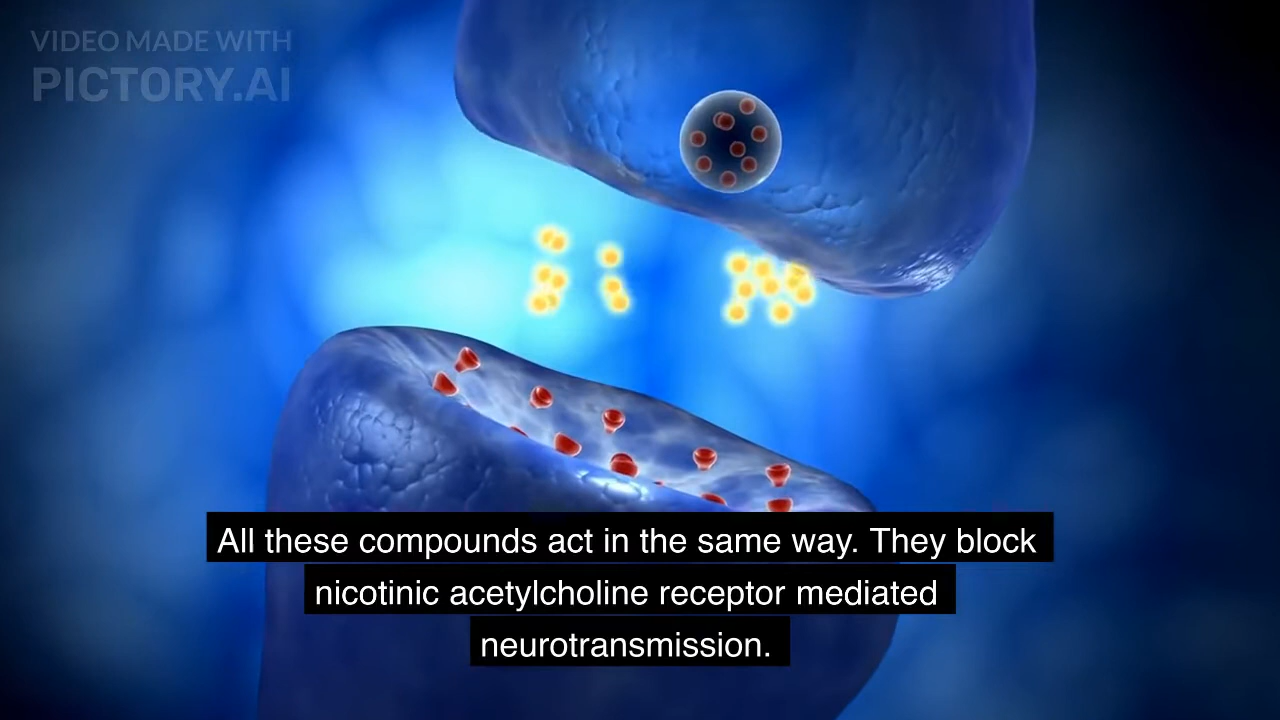 VIDEO MADE WITH
PICTORY.AI
All these compounds act in the same way. They block
nicotinic acetylcholine receptor mediated
neurotransmission.